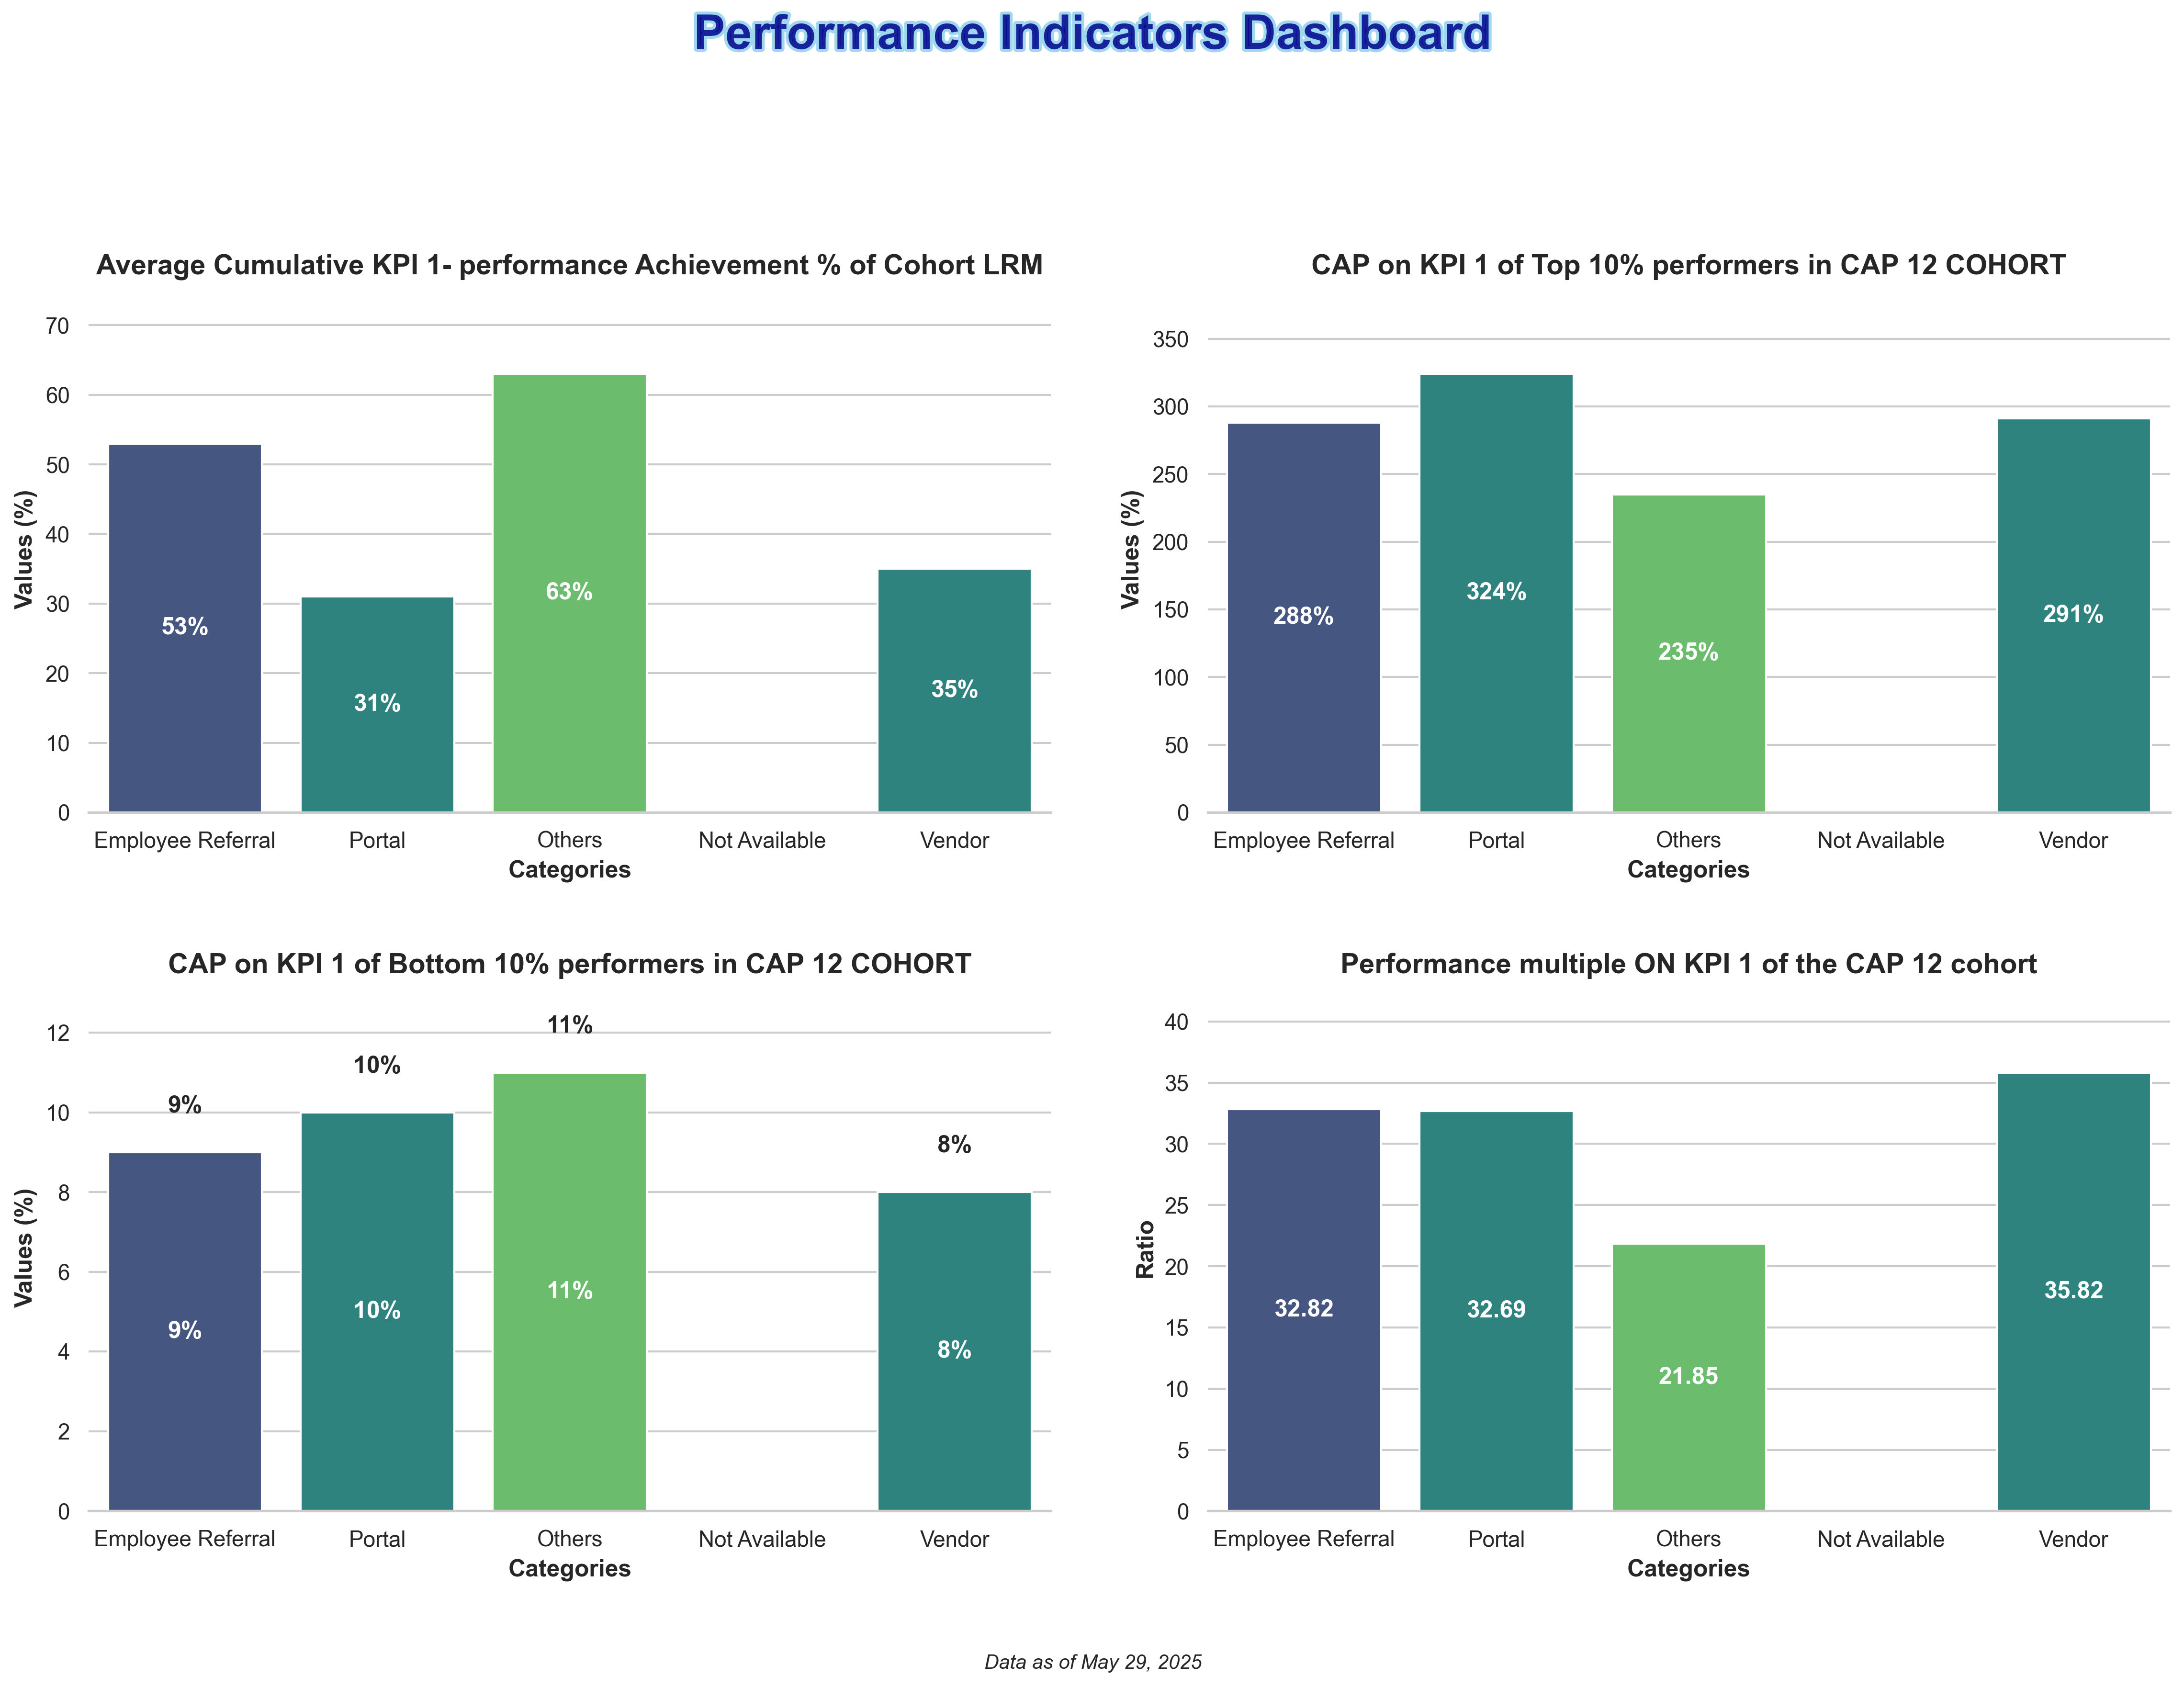 Performance Indicators Dashboard
Average Cumulative KPI 1- performance Achievement % of Cohort LRM
Values (%)
70
60
50
40
30
20
10
0
53%
31%
63%
35%
Employee Referral Portal Others Not Available Vendor
Categories
CAP on KPI 1 of Top 10% performers in CAP 12 COHORT
Values (%)
350
300
250
200
150
100
50
0
288%
324%
235%
291%
Employee Referral Portal Others Not Available Vendor
Categories
CAP on KPI 1 of Bottom 10% performers in CAP 12 COHORT
Values (%)
12
10
8
6
4
2
0
9%
10%
11%
8%
9%
10%
11%
8%
Employee Referral Portal Others Not Available Vendor
Categories
Performance multiple ON KPI 1 of the CAP 12 cohort
Ratio
40
35
30
25
20
15
10
5
0
32.82
32.69
21.85
35.82
Employee Referral Portal Others Not Available Vendor
Categories
Data as of May 29, 2025